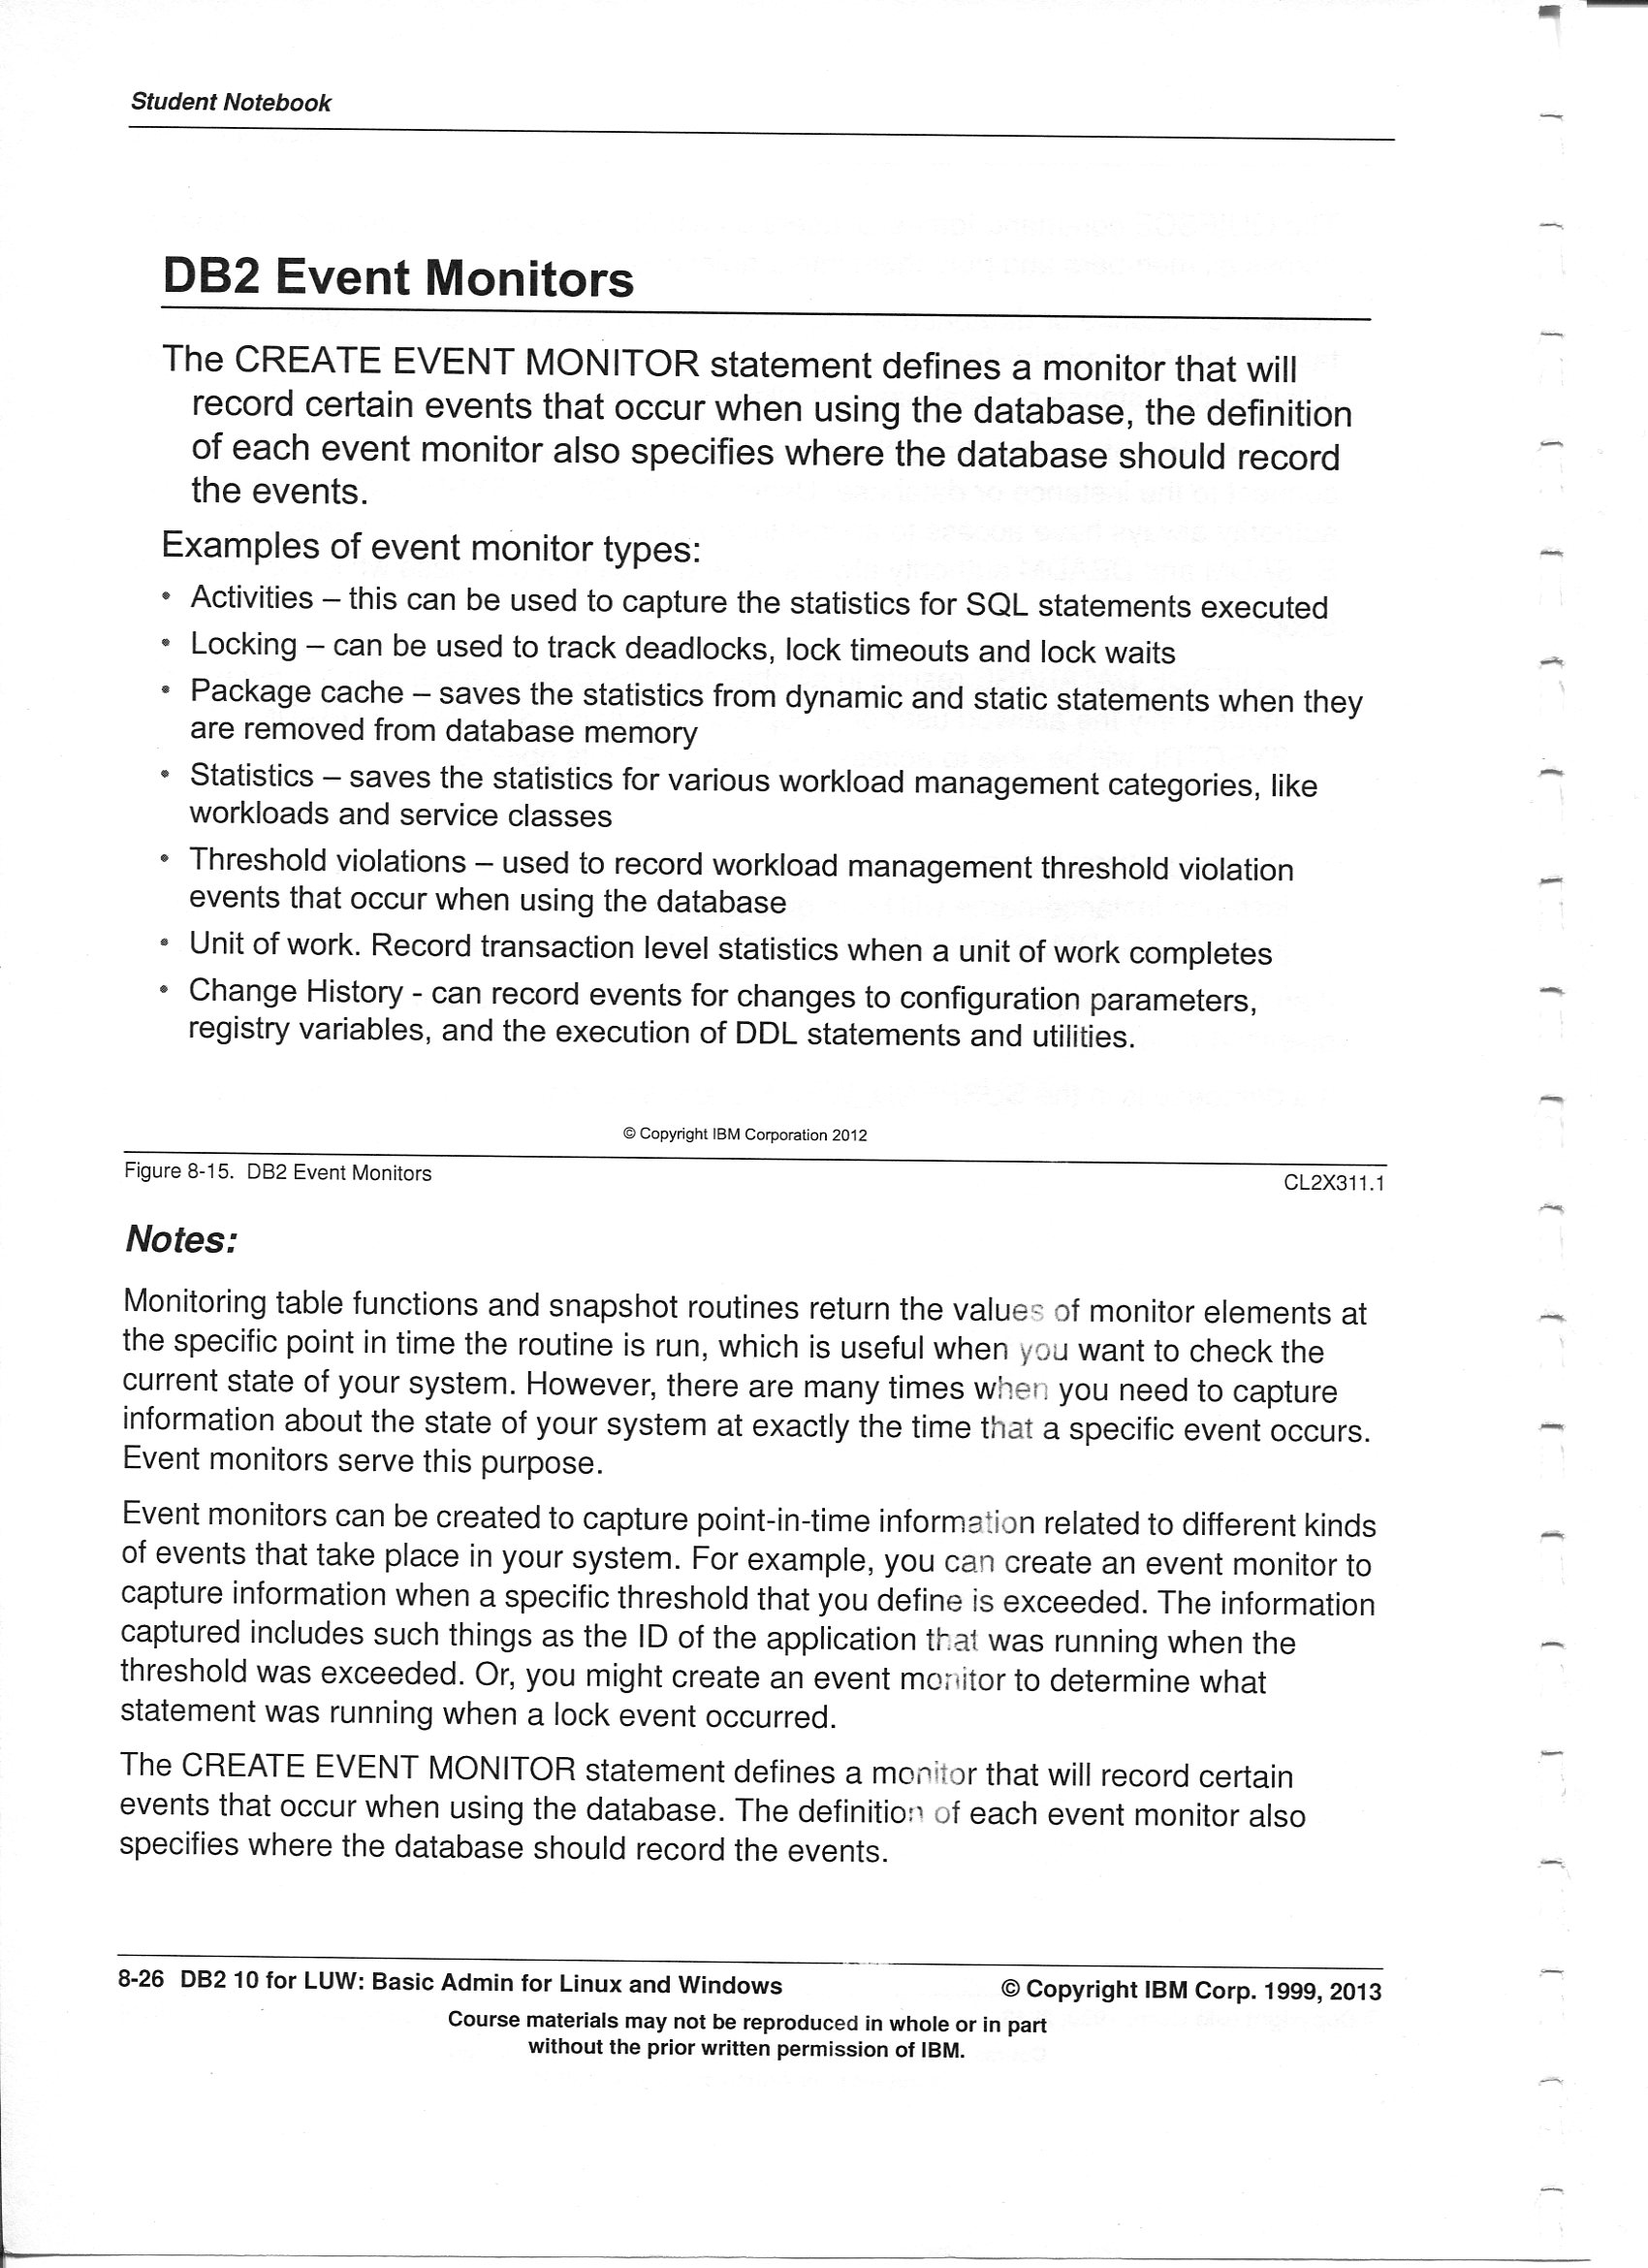 Student Notebook
DB2 Event Monitors
The CREATE EVENT MONITOR statement defines a monitor that will
record certain events that occur when using the database, the definition
of each event monitor also specifies where the database should record
the events.
Examples of event monitor types:
• Activities – this can be used to capture the statistics for SQL statements executed
• Locking – can be used to track deadlocks, lock timeouts and lock waits
• Package cache – saves the statistics from dynamic and static statements when they
are removed from database memory
• Statistics – saves the statistics for various workload management categories, like
workloads and service classes
• Threshold violations – used to record workload management threshold violation
events that occur when using the database
• Unit of work. Record transaction level statistics when a unit of work completes
• Change History - can record events for changes to configuration parameters,
registry variables, and the execution of DDL statements and utilities.
© Copyright IBM Corporation 2012
Figure 8-15. DB2 Event Monitors CL2X311.1
Notes:
Monitoring table functions and snapshot routines return the values of monitor elements at
the specific point in time the routine is run, which is useful when you want to check the
current state of your system. However, there are many times when you need to capture
information about the state of your system at exactly the time that a specific event occurs.
Event monitors serve this purpose.
Event monitors can be created to capture point-in-time information related to different kinds
of events that take place in your system. For example, you can create an event monitor to
capture information when a specific threshold that you define is exceeded. The information
captured includes such things as the ID of the application that was running when the
threshold was exceeded. Or, you might create an event monitor to determine what
statement was running when a lock event occurred.
The CREATE EVENT MONITOR statement defines a monitor that will record certain
events that occur when using the database. The definition of each event monitor also
specifies where the database should record the events.
8-26 DB2 10 for LUW: Basic Admin for Linux and Windows © Copyright IBM Corp. 1999, 2013
Course materials may not be reproduced in whole or in part
without the prior written permission of IBM.